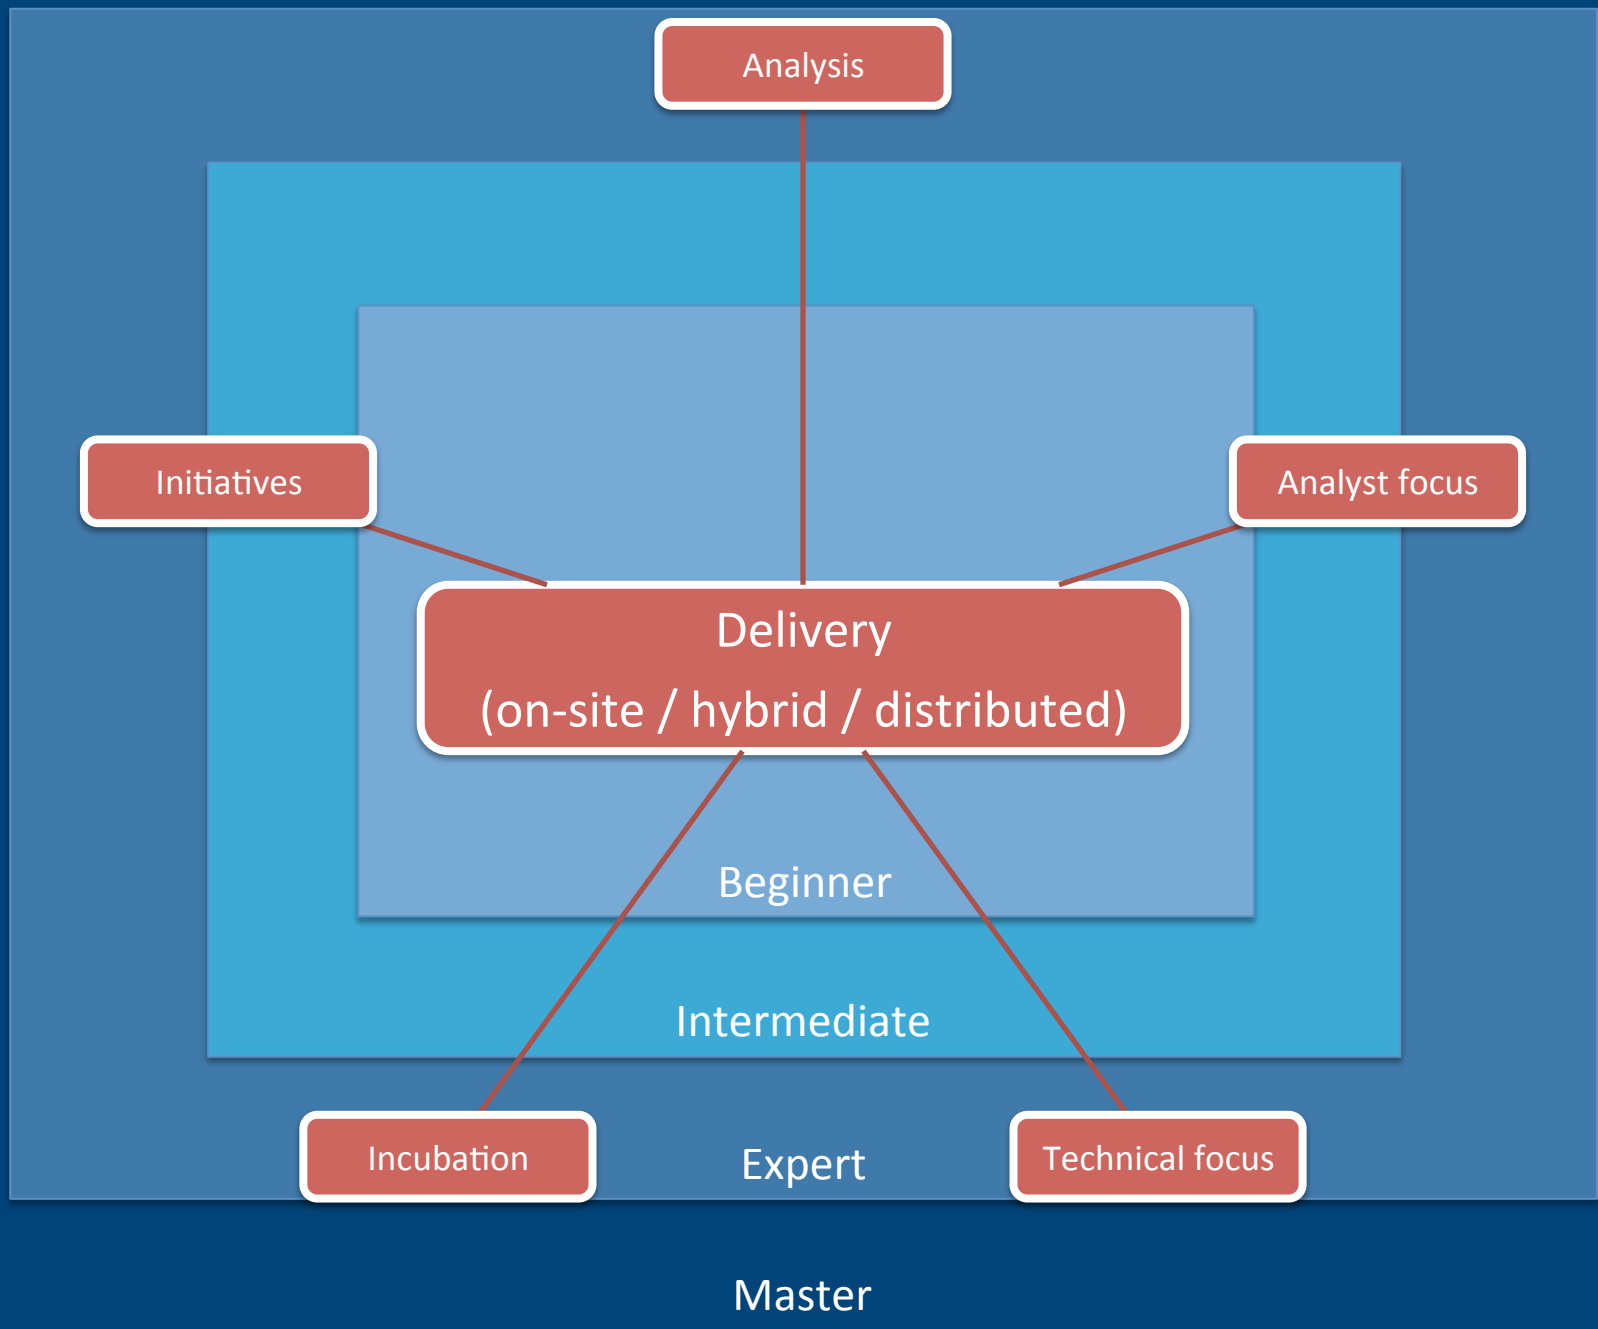 Analysis
Initiatives
Analyst focus
Delivery
(on-site / hybrid / distributed)
Beginner
Intermediate
Incubation
Expert
Technical focus
Master